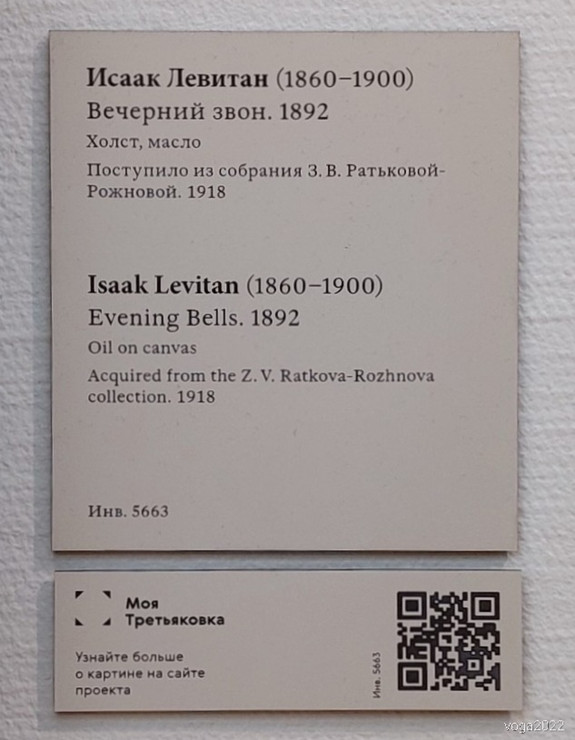 Исаак Левитан (1860–1900)
Вечерний звон. 1892
Холст, масло
Поступило из собрания З. В. Ратьковой-
Рожновой. 1918
Isaak Levitan (1860–1900)
Evening Bells. 1892
Oil on canvas
Acquired from the Z. V. Ratkova-Rozhnova
collection. 1918
Инв. 5663
Моя
Третьяковка
Узнайте больше
о картине на сайте
проекта
Инв. 5663
voga2022